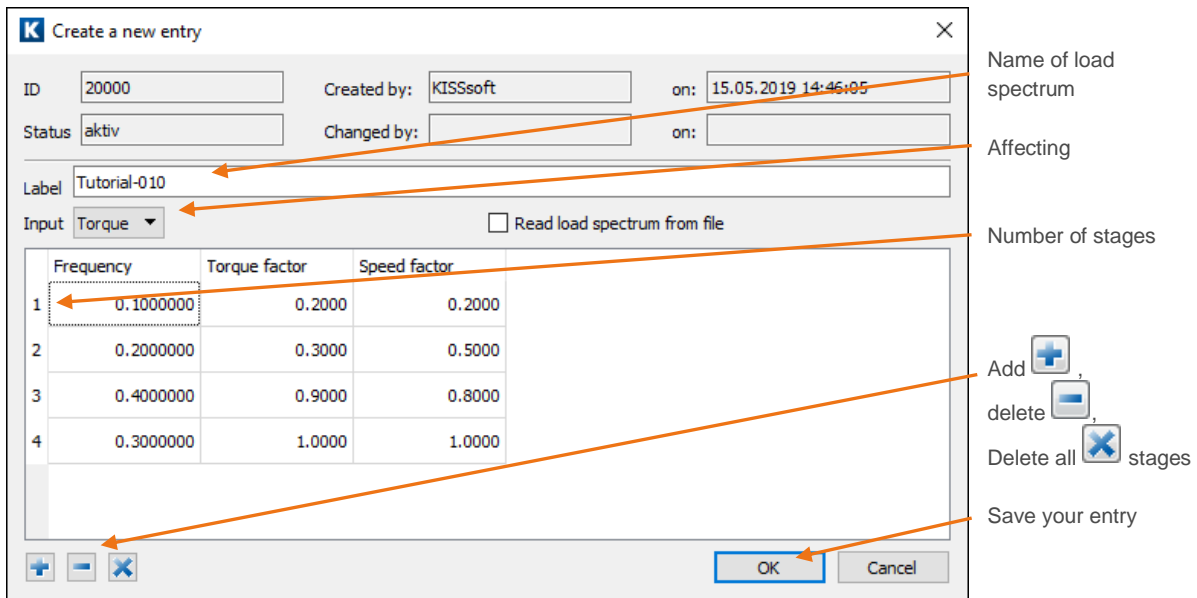 K Create a new entry
ID 20000 Created by: KISSsoft on: 15.05.2019 14:46:05
Status aktiv Changed by: on:
Label Tutorial-010
Input Torque Read load spectrum from file
Frequency Torque factor Speed factor
1 0.1000000 0.2000 0.2000
2 0.2000000 0.3000 0.5000
3 0.4000000 0.9000 0.8000
4 0.3000000 1.0000 1.0000
OK Cancel
Name of load
spectrum
Affecting
Number of stages
Add ,
delete ,
Delete all stages
Save your entry